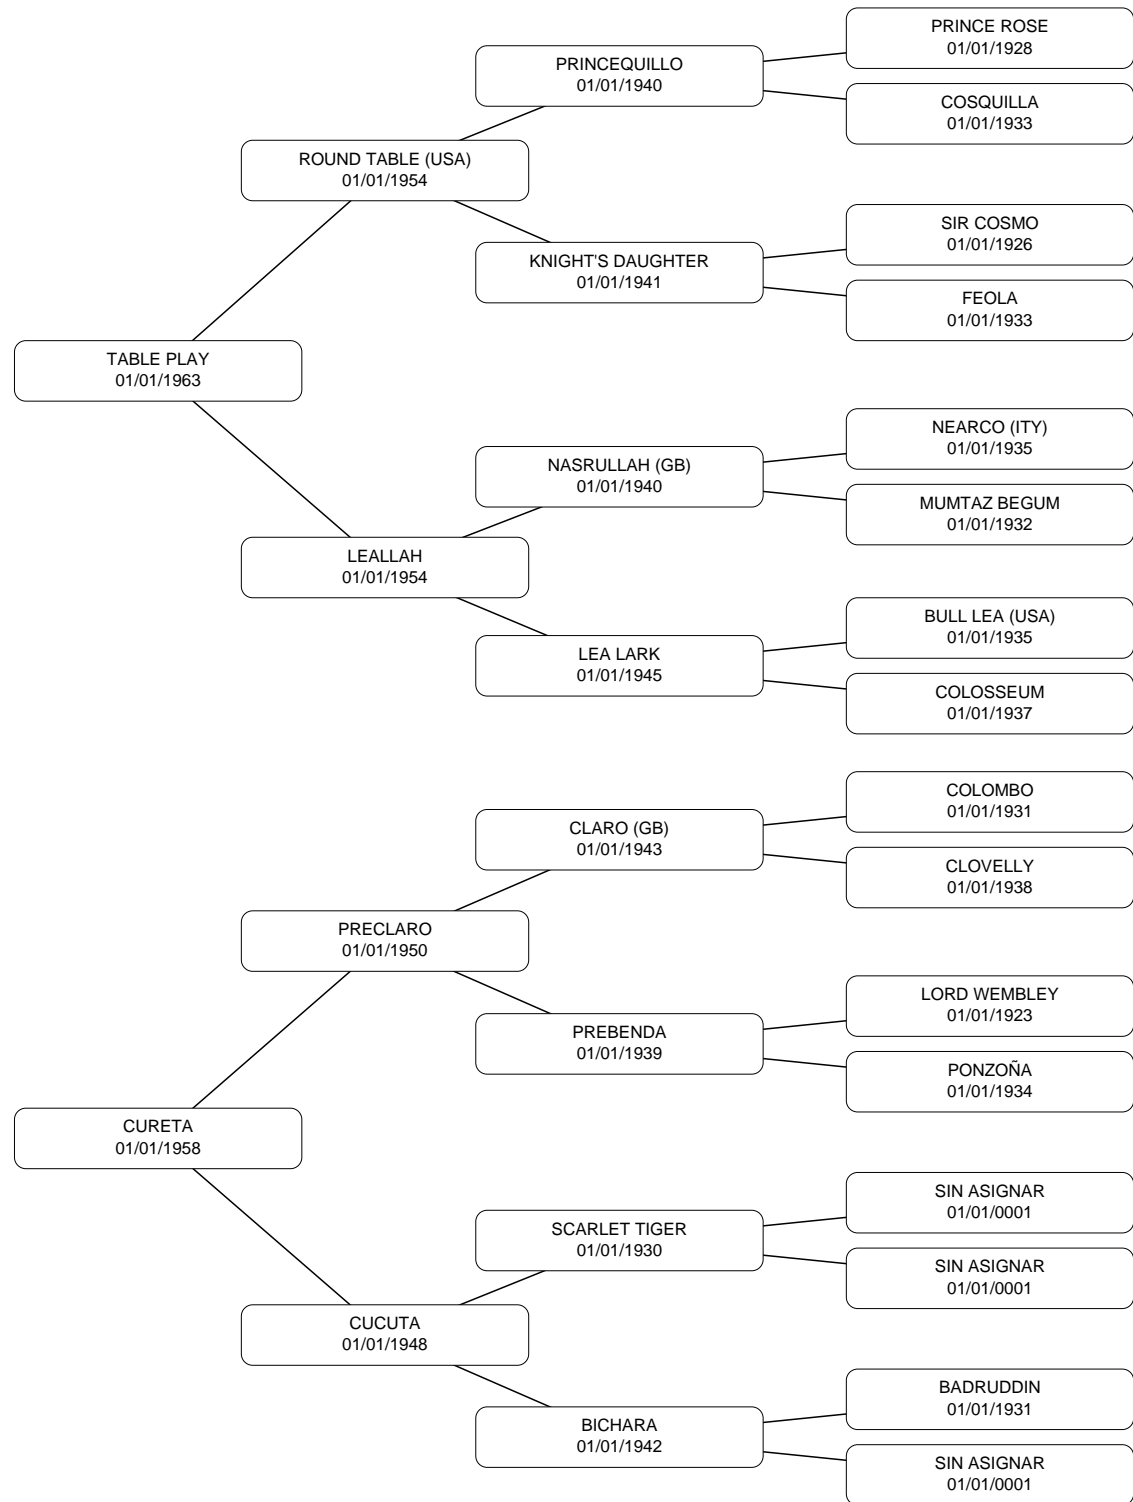 PRINCE ROSE
01/01/1928
PRINCEQUILLO
01/01/1940
COSQUILLA
01/01/1933
ROUND TABLE (USA)
01/01/1954
SIR COSMO
01/01/1926
KNIGHT'S DAUGHTER
01/01/1941
FEOLA
01/01/1933
TABLE PLAY
01/01/1963
NEARCO (ITY)
01/01/1935
NASRULLAH (GB)
01/01/1940
MUMTAZ BEGUM
01/01/1932
LEALLAH
01/01/1954
BULL LEA (USA)
01/01/1935
LEA LARK
01/01/1945
COLOSSEUM
01/01/1937
COLOMBO
01/01/1931
CLARO (GB)
01/01/1943
CLOVELLY
01/01/1938
PRECLARO
01/01/1950
LORD WEMBLEY
01/01/1923
PREBENDA
01/01/1939
PONZOÑA
01/01/1934
CURETA
01/01/1958
SIN ASIGNAR
01/01/0001
SCARLET TIGER
01/01/1930
SIN ASIGNAR
01/01/0001
CUCUTA
01/01/1948
BADRUDDIN
01/01/1931
BICHARA
01/01/1942
SIN ASIGNAR
01/01/0001